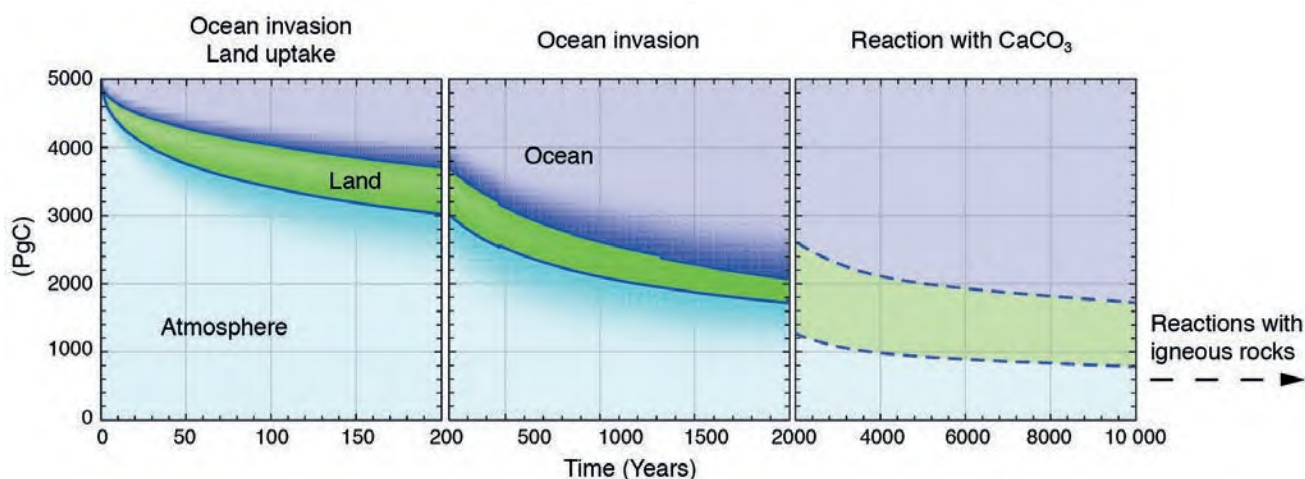 Ocean invasion
Land uptake
Ocean invasion
Reaction with CaCO₃
5000
4000
3000
2000
1000
0
(PgC)
Ocean
Land
Atmosphere
Reactions with
igneous rocks
0 50 100 150 200 500 1000 1500 2000 4000 6000 8000 10 000
Time (Years)